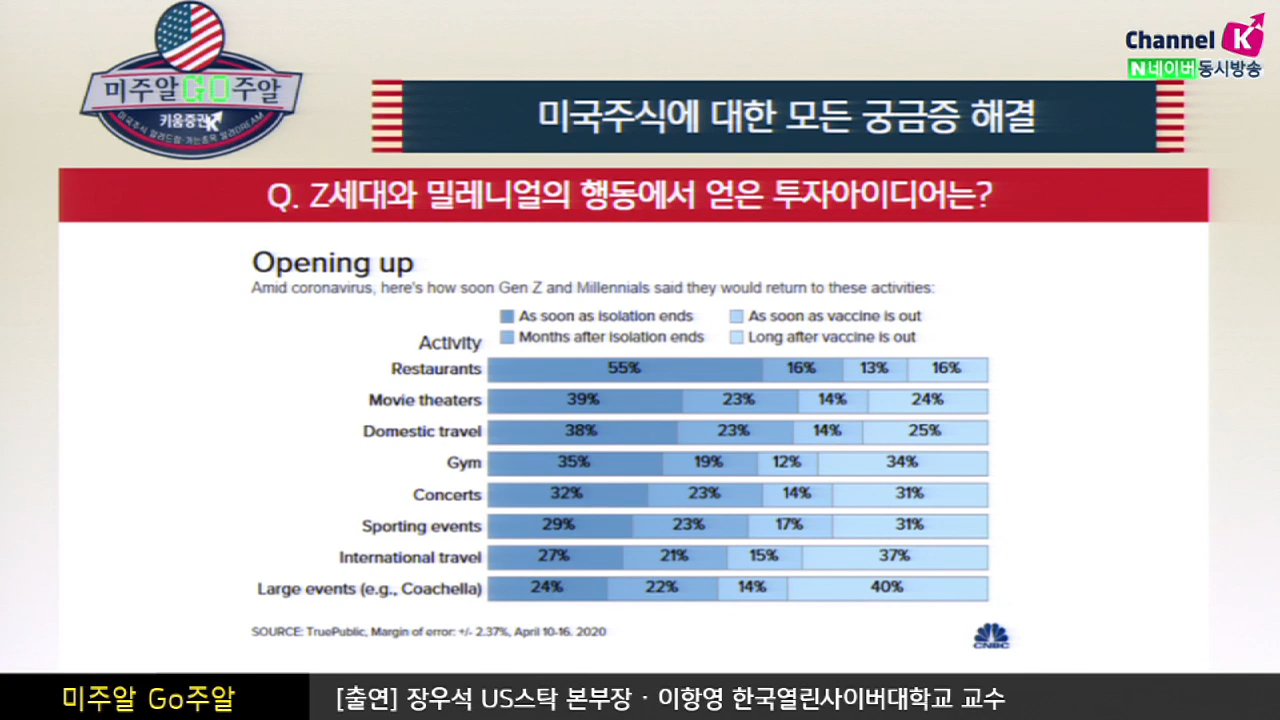 미주알GO주알
키움증권
Channel K
N 네이버 동시방송
미국주식에 대한 모든 궁금증 해결
Q. Z세대와 밀레니얼의 행동에서 얻은 투자아이디어는?
Opening up
Amid coronavirus, here's how soon Gen Z and Millennials said they would return to these activities:
As soon as isolation ends As soon as vaccine is out
Months after isolation ends Long after vaccine is out
Activity
Restaurants 55% 16% 13% 16%
Movie theaters 39% 23% 14% 24%
Domestic travel 38% 23% 14% 25%
Gym 35% 19% 12% 34%
Concerts 32% 23% 14% 31%
Sporting events 29% 23% 17% 31%
International travel 27% 21% 15% 37%
Large events (e.g., Coachella) 24% 22% 14% 40%
SOURCE: TruePublic, Margin of error: +/- 2.37%, April 10-16. 2020
CNBC
미주알 Go주알
[출연] 장우석 US스탁 본부장 · 이항영 한국열린사이버대학교 교수